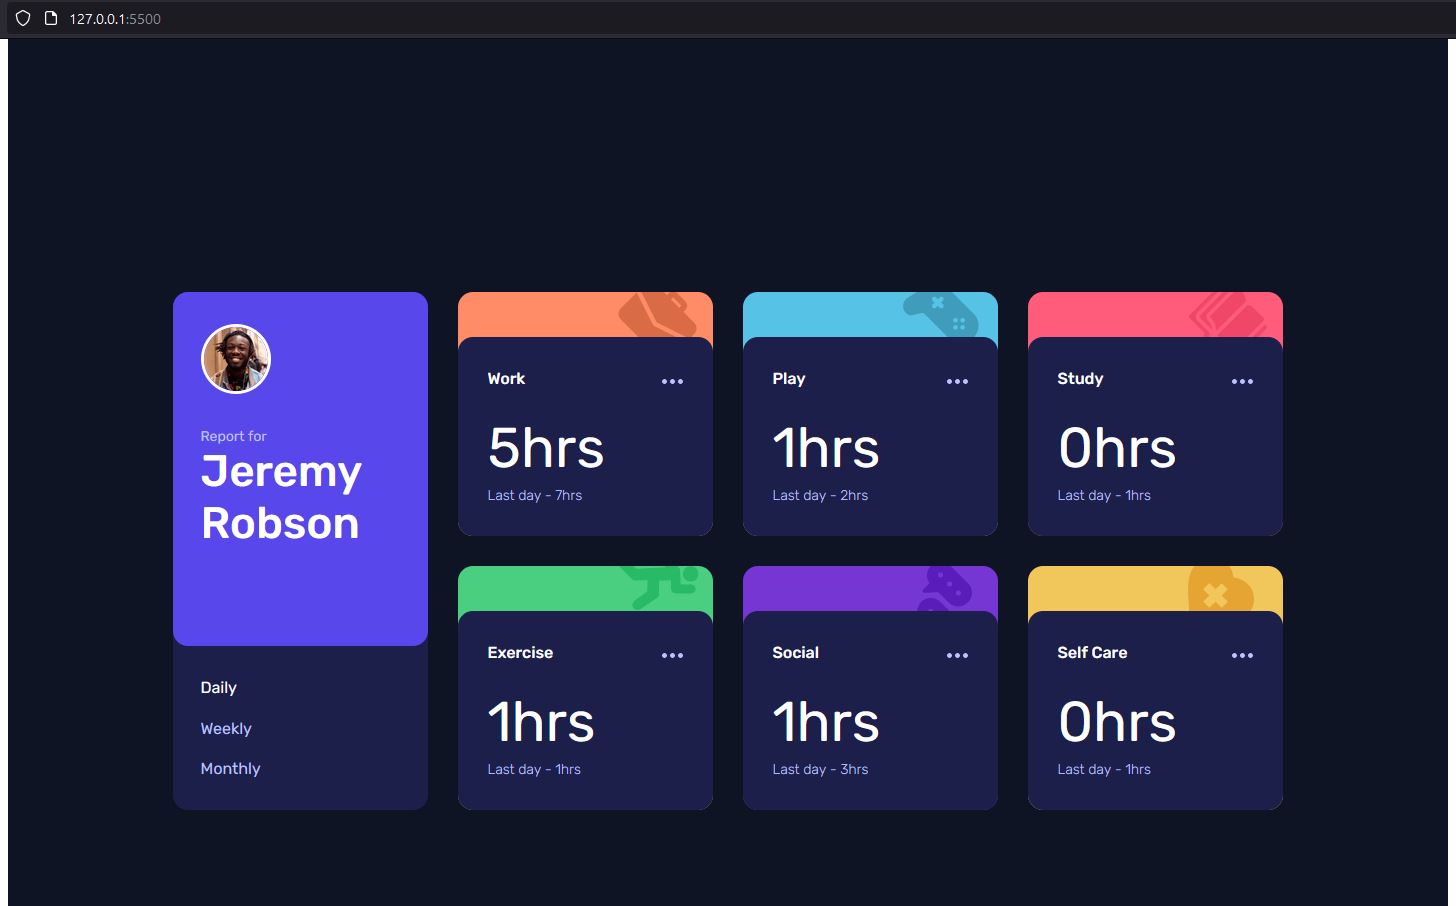 127.0.0.1:5500
Report for
Jeremy
Robson
Daily
Weekly
Monthly
Work
5hrs
Last day - 7hrs
Play
1hrs
Last day - 2hrs
Study
0hrs
Last day - 1hrs
Exercise
1hrs
Last day - 1hrs
Social
1hrs
Last day - 3hrs
Self Care
0hrs
Last day - 1hrs